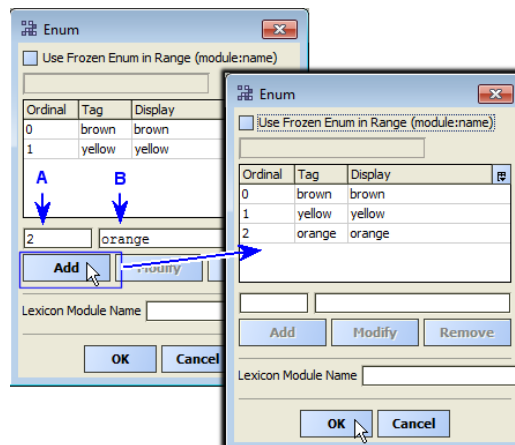 Enum
Use Frozen Enum in Range (module:name)
Ordinal Tag Display
0 brown brown
1 yellow yellow
A B
2 orange
Add Modify
Lexicon Module Name
OK Cancel
Enum
Use Frozen Enum in Range (module:name)
Ordinal Tag Display
0 brown brown
1 yellow yellow
2 orange orange
Add Modify Remove
Lexicon Module Name
OK Cancel